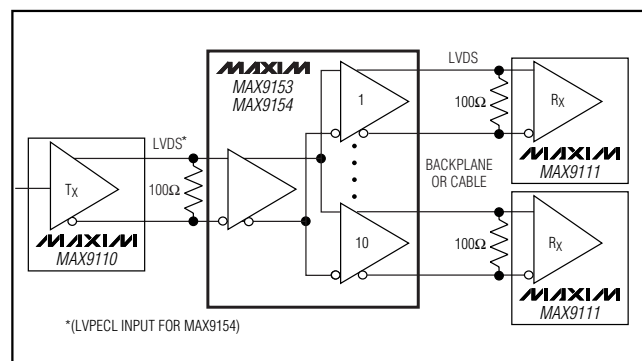 MAXIM
MAX9153
MAX9154
1
LVDS
100Ω
Rx
MAXIM
MAX9111
LVDS*
Tx
100Ω
MAXIM
MAX9110
BACKPLANE
OR CABLE
10
100Ω
Rx
MAXIM
MAX9111
*(LVPECL INPUT FOR MAX9154)